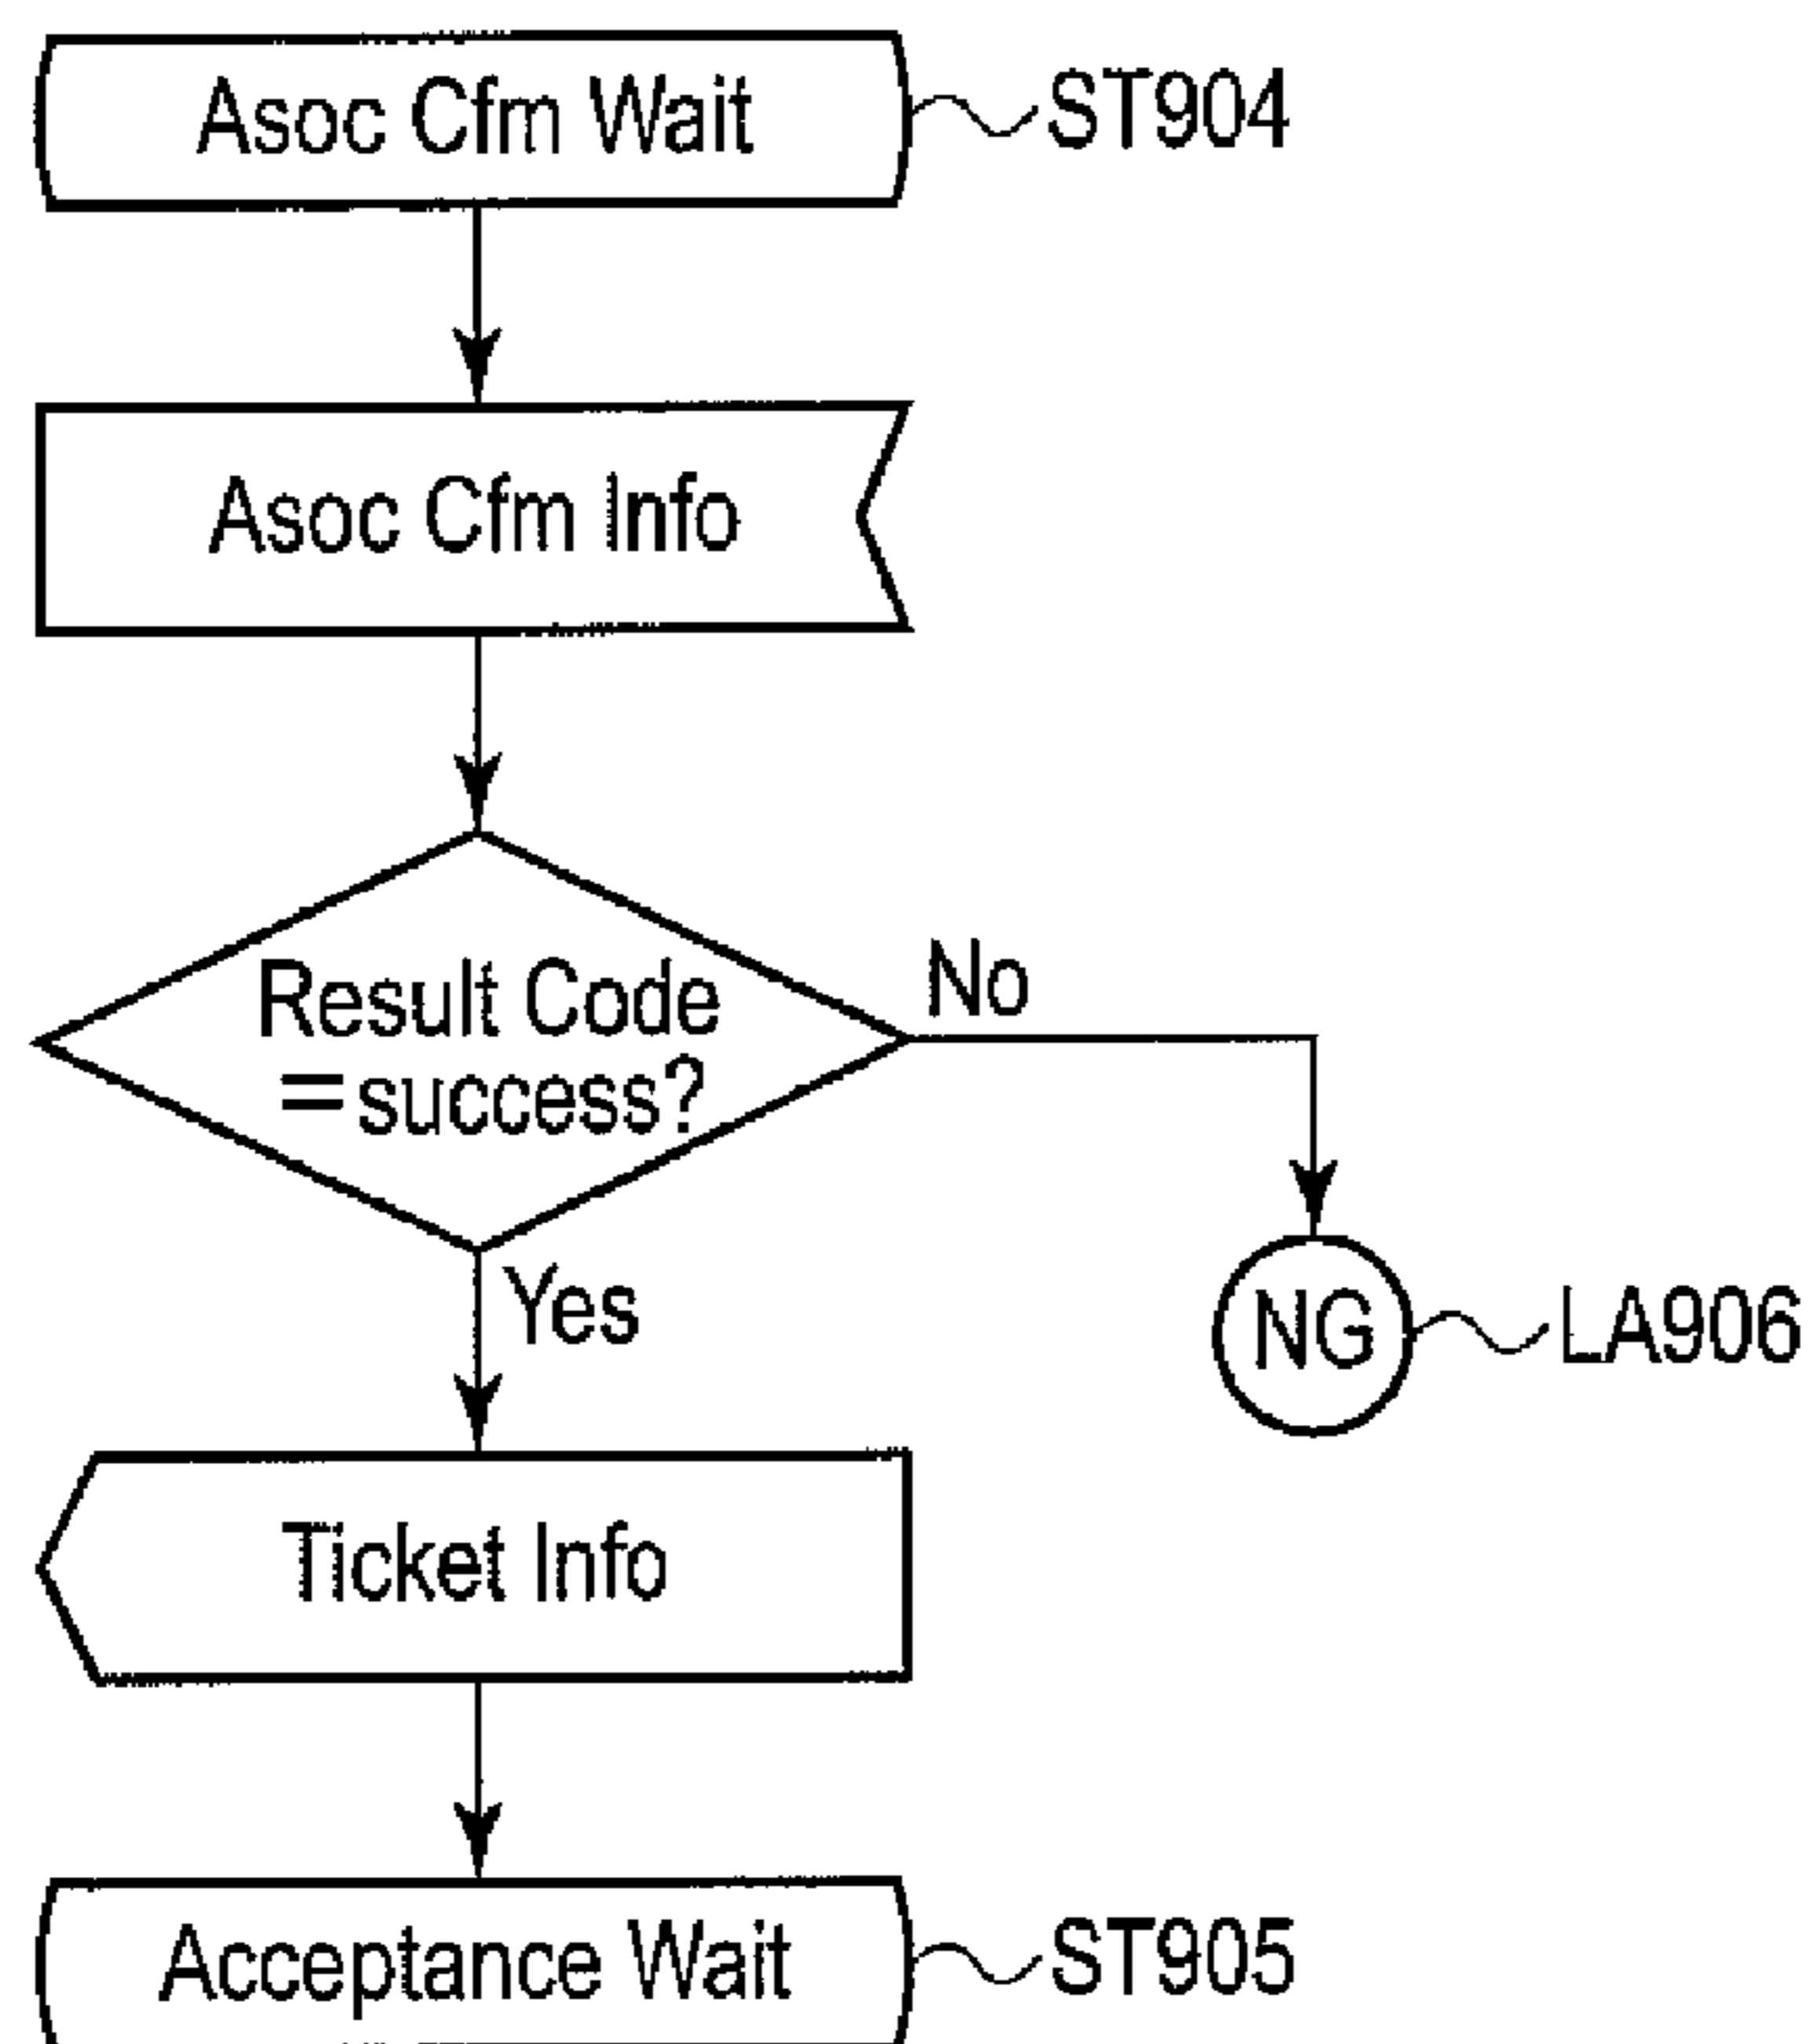 Asoc Cfm Wait
ST904
Asoc Cfm Info
Result Code
=success?
No
Yes
NG
LA906
Ticket Info
Acceptance Wait
ST905